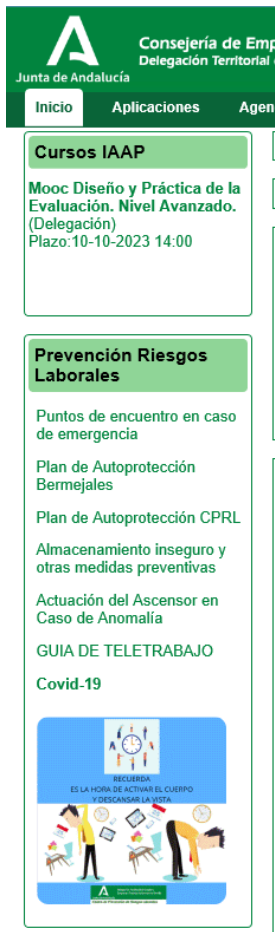 Junta de Andalucía
Consejería de Emp
Delegación Territorial
Inicio Aplicaciones Agen
Cursos IAAP
Mooc Diseño y Práctica de la
Evaluación. Nivel Avanzado.
(Delegación)
Plazo:10-10-2023 14:00
Prevención Riesgos
Laborales
Puntos de encuentro en caso
de emergencia
Plan de Autoprotección
Bermejales
Plan de Autoprotección CPRL
Almacenamiento inseguro y
otras medidas preventivas
Actuación del Ascensor en
Caso de Anomalía
GUIA DE TELETRABAJO
Covid-19
RECUERDA
ES LA HORA DE ACTIVAR EL CUERPO
Y DESCANSAR LA VISTA